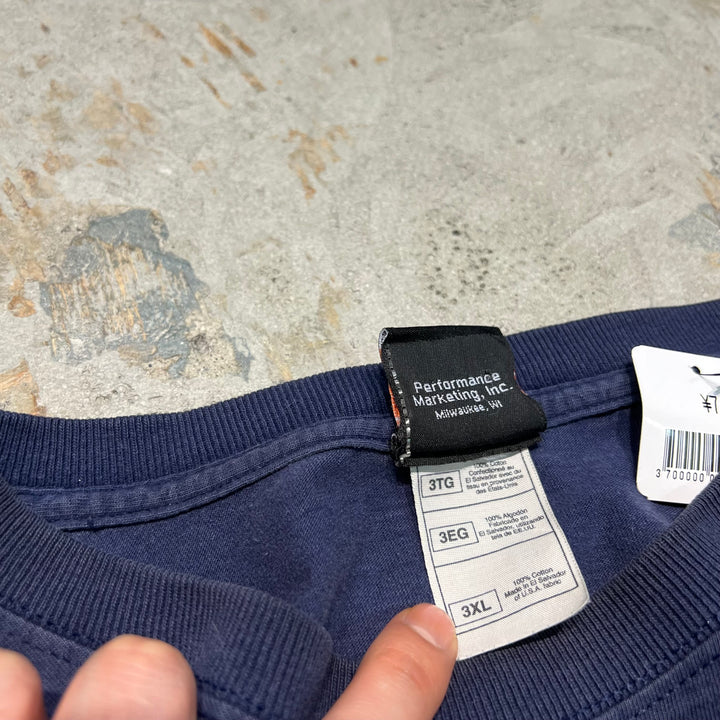 Performance
Marketing, Inc.
Milwaukee, WI
3TG
100% Coton
Confectionné au
El Salvador avec du
tissu en provenance
des États-Unis
3EG
100% Algodón
Fabricado en
El Salvador, utilizando
tela de EE.UU.
3XL
100% Cotton
Made in El Salvador
of U.S.A. fabric
3700000